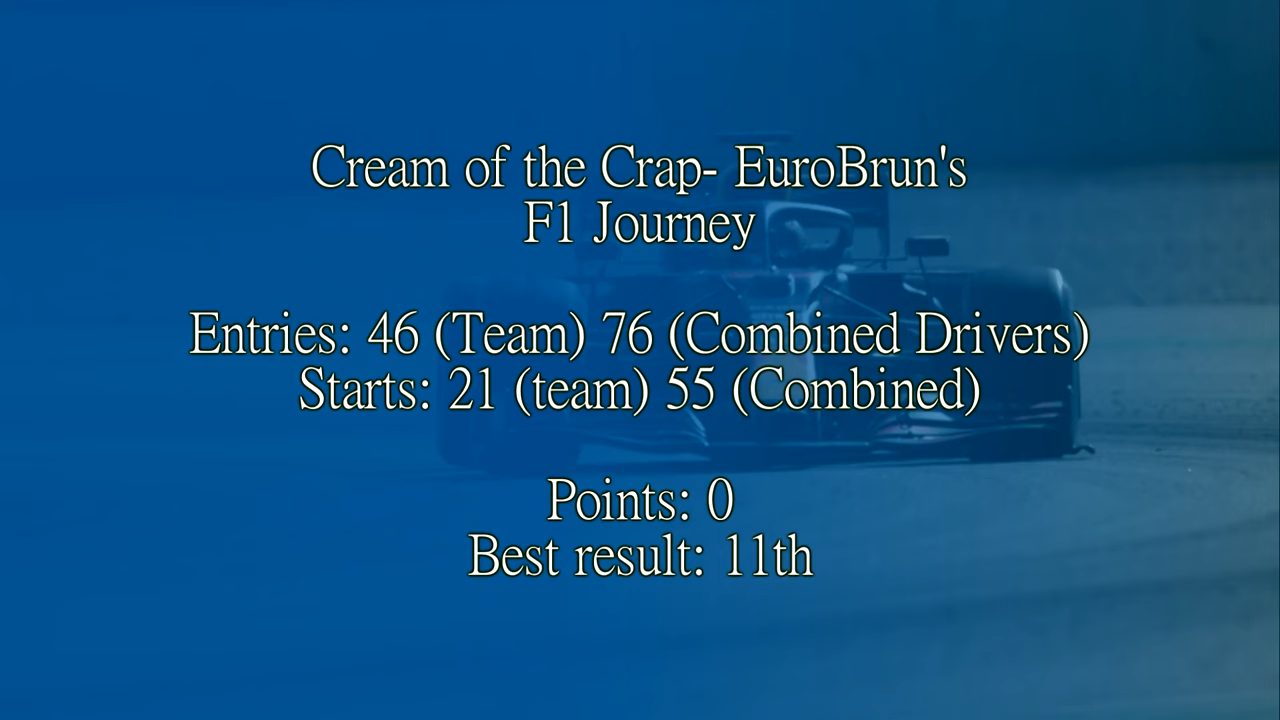 Cream of the Crap- EuroBrun's
F1 Journey
Entries: 46 (Team) 76 (Combined Drivers)
Starts: 21 (team) 55 (Combined)
Points: 0
Best result: 11th